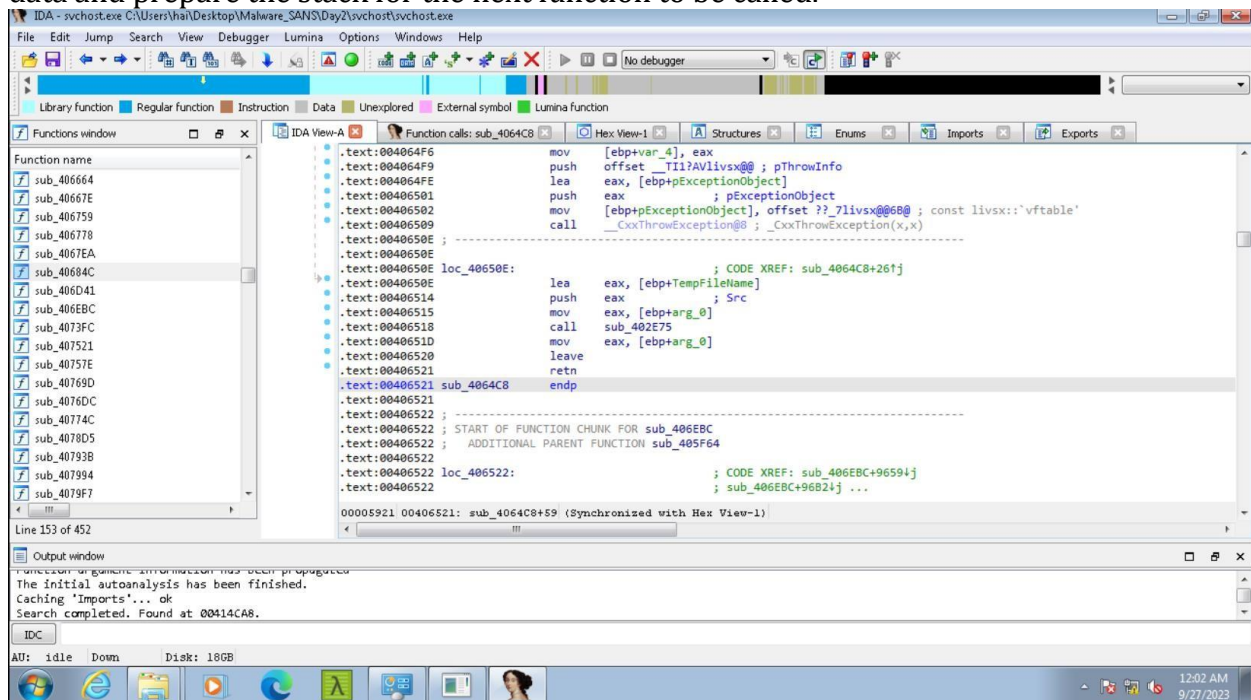 data and prepare the stack for the next function to be called.
IDA - svchost.exe C:\Users\hai\Desktop\Malware_SANS\Day2\svchost\svchost.exe
File Edit Jump Search View Debugger Lumina Options Windows Help
No debugger
Library function Regular function Instruction Data Unexplored External symbol Lumina function
Functions window IDA View-A Function calls: sub_4064C8 Hex View-1 Structures Enums Imports Exports
Function name
sub_406664
sub_40667E
sub_406759
sub_406778
sub_4067EA
sub_40684C
sub_406D41
sub_406EBC
sub_4073FC
sub_407521
sub_40757E
sub_40769D
sub_4076DC
sub_40774C
sub_4078D5
sub_40793B
sub_407994
sub_4079F7
Line 153 of 452
.text:004064F6 mov [ebp+var_4], eax
.text:004064F9 push offset __TI1?AVlivsx@@ ; pThrowInfo
.text:004064FE lea eax, [ebp+pExceptionObject]
.text:00406501 push eax ; pExceptionObject
.text:00406502 mov [ebp+pExceptionObject], offset ??_7livsx@@6B@ ; const livsx::`vftable'
.text:00406509 call __CxxThrowException@8 ; _CxxThrowException(x,x)
.text:0040650E ; ---------------------------------------------------------------------------
.text:0040650E
.text:0040650E loc_40650E: ; CODE XREF: sub_4064C8+26↑j
.text:0040650E lea eax, [ebp+TempFileName]
.text:00406514 push eax ; Src
.text:00406515 mov eax, [ebp+arg_0]
.text:00406518 call sub_402E75
.text:0040651D mov eax, [ebp+arg_0]
.text:00406520 leave
.text:00406521 retn
.text:00406521 sub_4064C8 endp
.text:00406521
.text:00406522 ; ---------------------------------------------------------------------------
.text:00406522 ; START OF FUNCTION CHUNK FOR sub_406EBC
.text:00406522 ; ADDITIONAL PARENT FUNCTION sub_405F64
.text:00406522
.text:00406522 loc_406522: ; CODE XREF: sub_406EBC+9659↓j
.text:00406522 ; sub_406EBC+96B2↓j ...
00005921 00406521: sub_4064C8+59 (Synchronized with Hex View-1)
Output window
Function argument information has been propagated
The initial autoanalysis has been finished.
Caching 'Imports'... ok
Search completed. Found at 00414CA8.
IDC
AU: idle Down Disk: 18GB
12:02 AM
9/27/2023